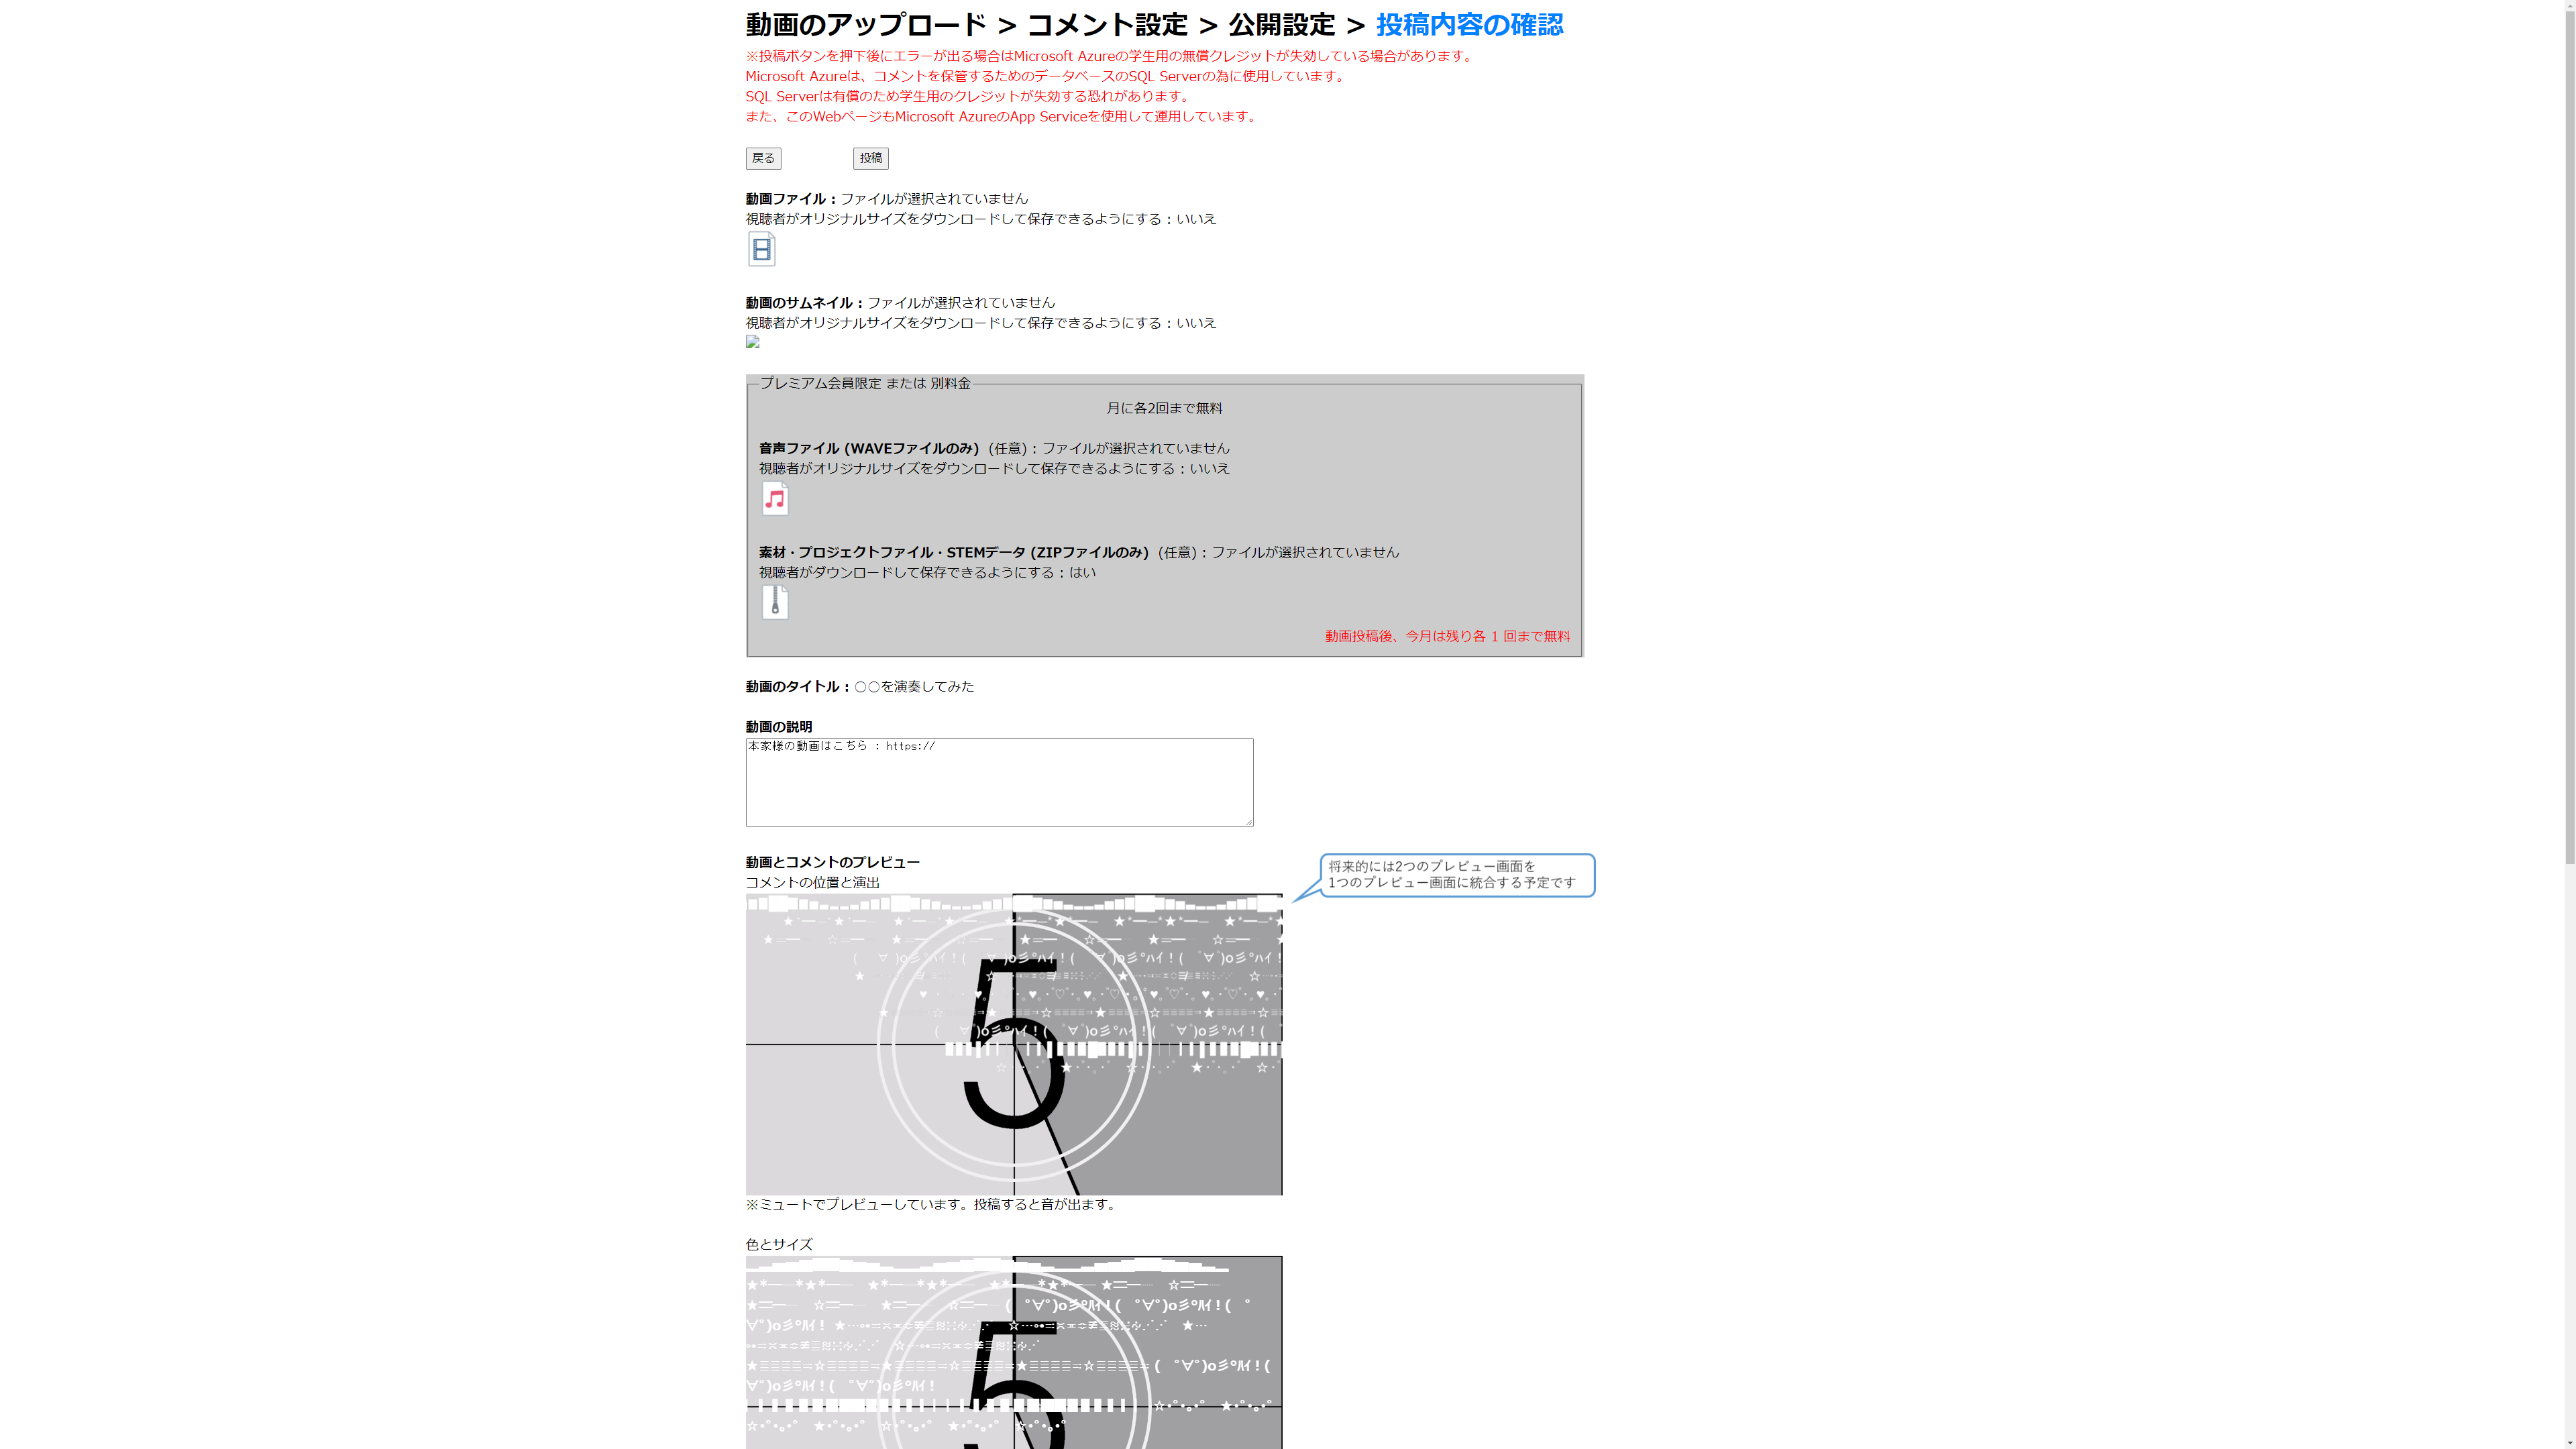 動画のアップロード > コメント設定 > 公開設定 > 投稿内容の確認
※投稿ボタンを押下後にエラーが出る場合はMicrosoft Azureの学生用の無償クレジットが失効している場合があります。
Microsoft Azureは、コメントを保管するためのデータベースのSQL Serverの為に使用しています。
SQL Serverは有償のため学生用のクレジットが失効する恐れがあります。
また、このWebページもMicrosoft AzureのApp Serviceを使用して運用しています。
戻る 投稿
動画ファイル : ファイルが選択されていません
視聴者がオリジナルサイズをダウンロードして保存できるようにする : いいえ
動画のサムネイル : ファイルが選択されていません
視聴者がオリジナルサイズをダウンロードして保存できるようにする : いいえ
プレミアム会員限定 または 別料金
月に各2回まで無料
音声ファイル (WAVEファイルのみ) (任意) : ファイルが選択されていません
視聴者がオリジナルサイズをダウンロードして保存できるようにする : いいえ
素材・プロジェクトファイル・STEMデータ (ZIPファイルのみ) (任意) : ファイルが選択されていません
視聴者がダウンロードして保存できるようにする : はい
動画投稿後、今月は残り各 1 回まで無料
動画のタイトル : 〇〇を演奏してみた
動画の説明
本家様の動画はこちら : https://
動画とコメントのプレビュー
将来的には2つのプレビュー画面を
1つのプレビュー画面に統合する予定です
コメントの位置と演出
5
※ミュートでプレビューしています。投稿すると音が出ます。
色とサイズ
5